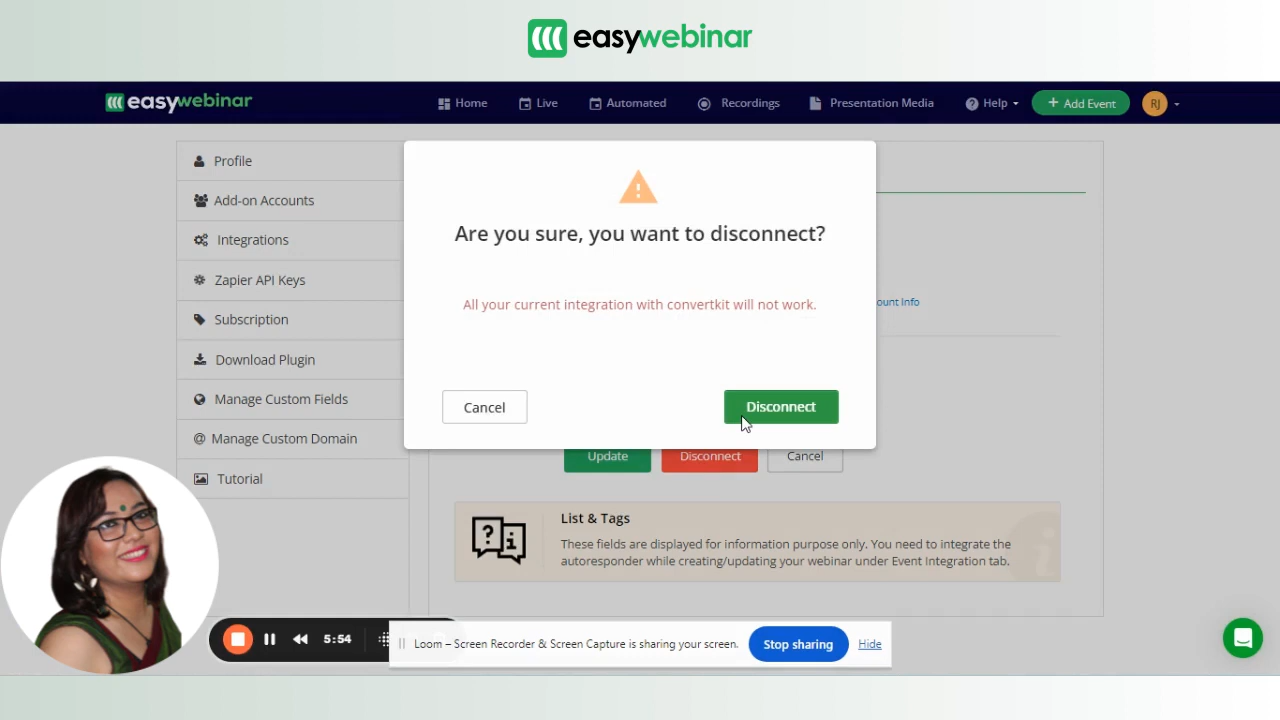 easywebinar
easywebinar
Home
Live
Automated
Recordings
Presentation Media
Help
+ Add Event
RJ
Profile
Add-on Accounts
Integrations
Zapier API Keys
Subscription
Download Plugin
Manage Custom Fields
@ Manage Custom Domain
Tutorial
Are you sure, you want to disconnect?
All your current integration with convertkit will not work.
ount Info
Cancel
Disconnect
Update
Disconnect
Cancel
List & Tags
These fields are displayed for information purpose only. You need to integrate the
autoresponder while creating/updating your webinar under Event Integration tab.
5:54
Loom – Screen Recorder & Screen Capture is sharing your screen.
Stop sharing
Hide